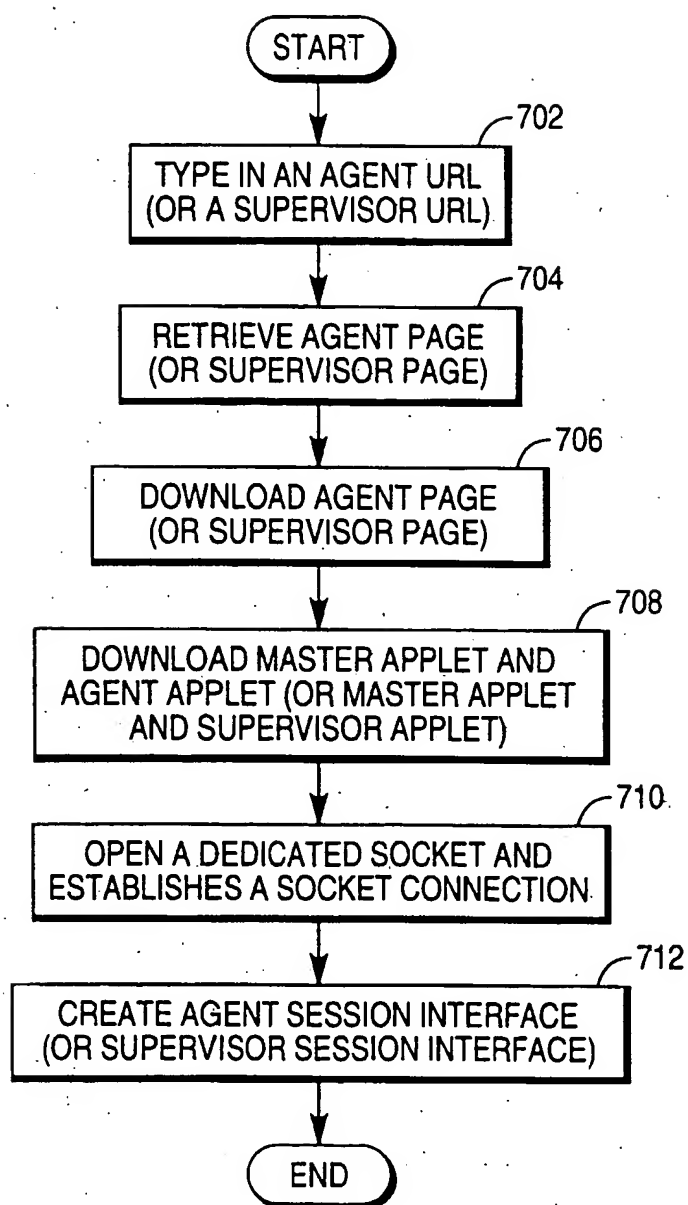 START
702
TYPE IN AN AGENT URL
(OR A SUPERVISOR URL)
704
RETRIEVE AGENT PAGE
(OR SUPERVISOR PAGE)
706
DOWNLOAD AGENT PAGE
(OR SUPERVISOR PAGE)
708
DOWNLOAD MASTER APPLET AND
AGENT APPLET (OR MASTER APPLET
AND SUPERVISOR APPLET)
710
OPEN A DEDICATED SOCKET AND
ESTABLISHES A SOCKET CONNECTION
712
CREATE AGENT SESSION INTERFACE
(OR SUPERVISOR SESSION INTERFACE)
END